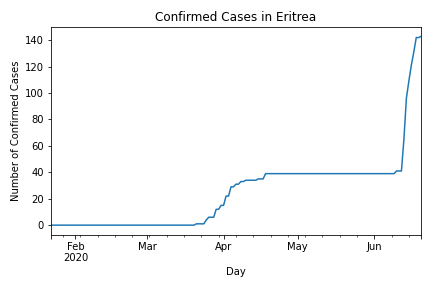 Confirmed Cases in Eritrea
140
120
100
80
60
40
20
0
Number of Confirmed Cases
Feb
2020
Mar
Apr
May
Jun
Day